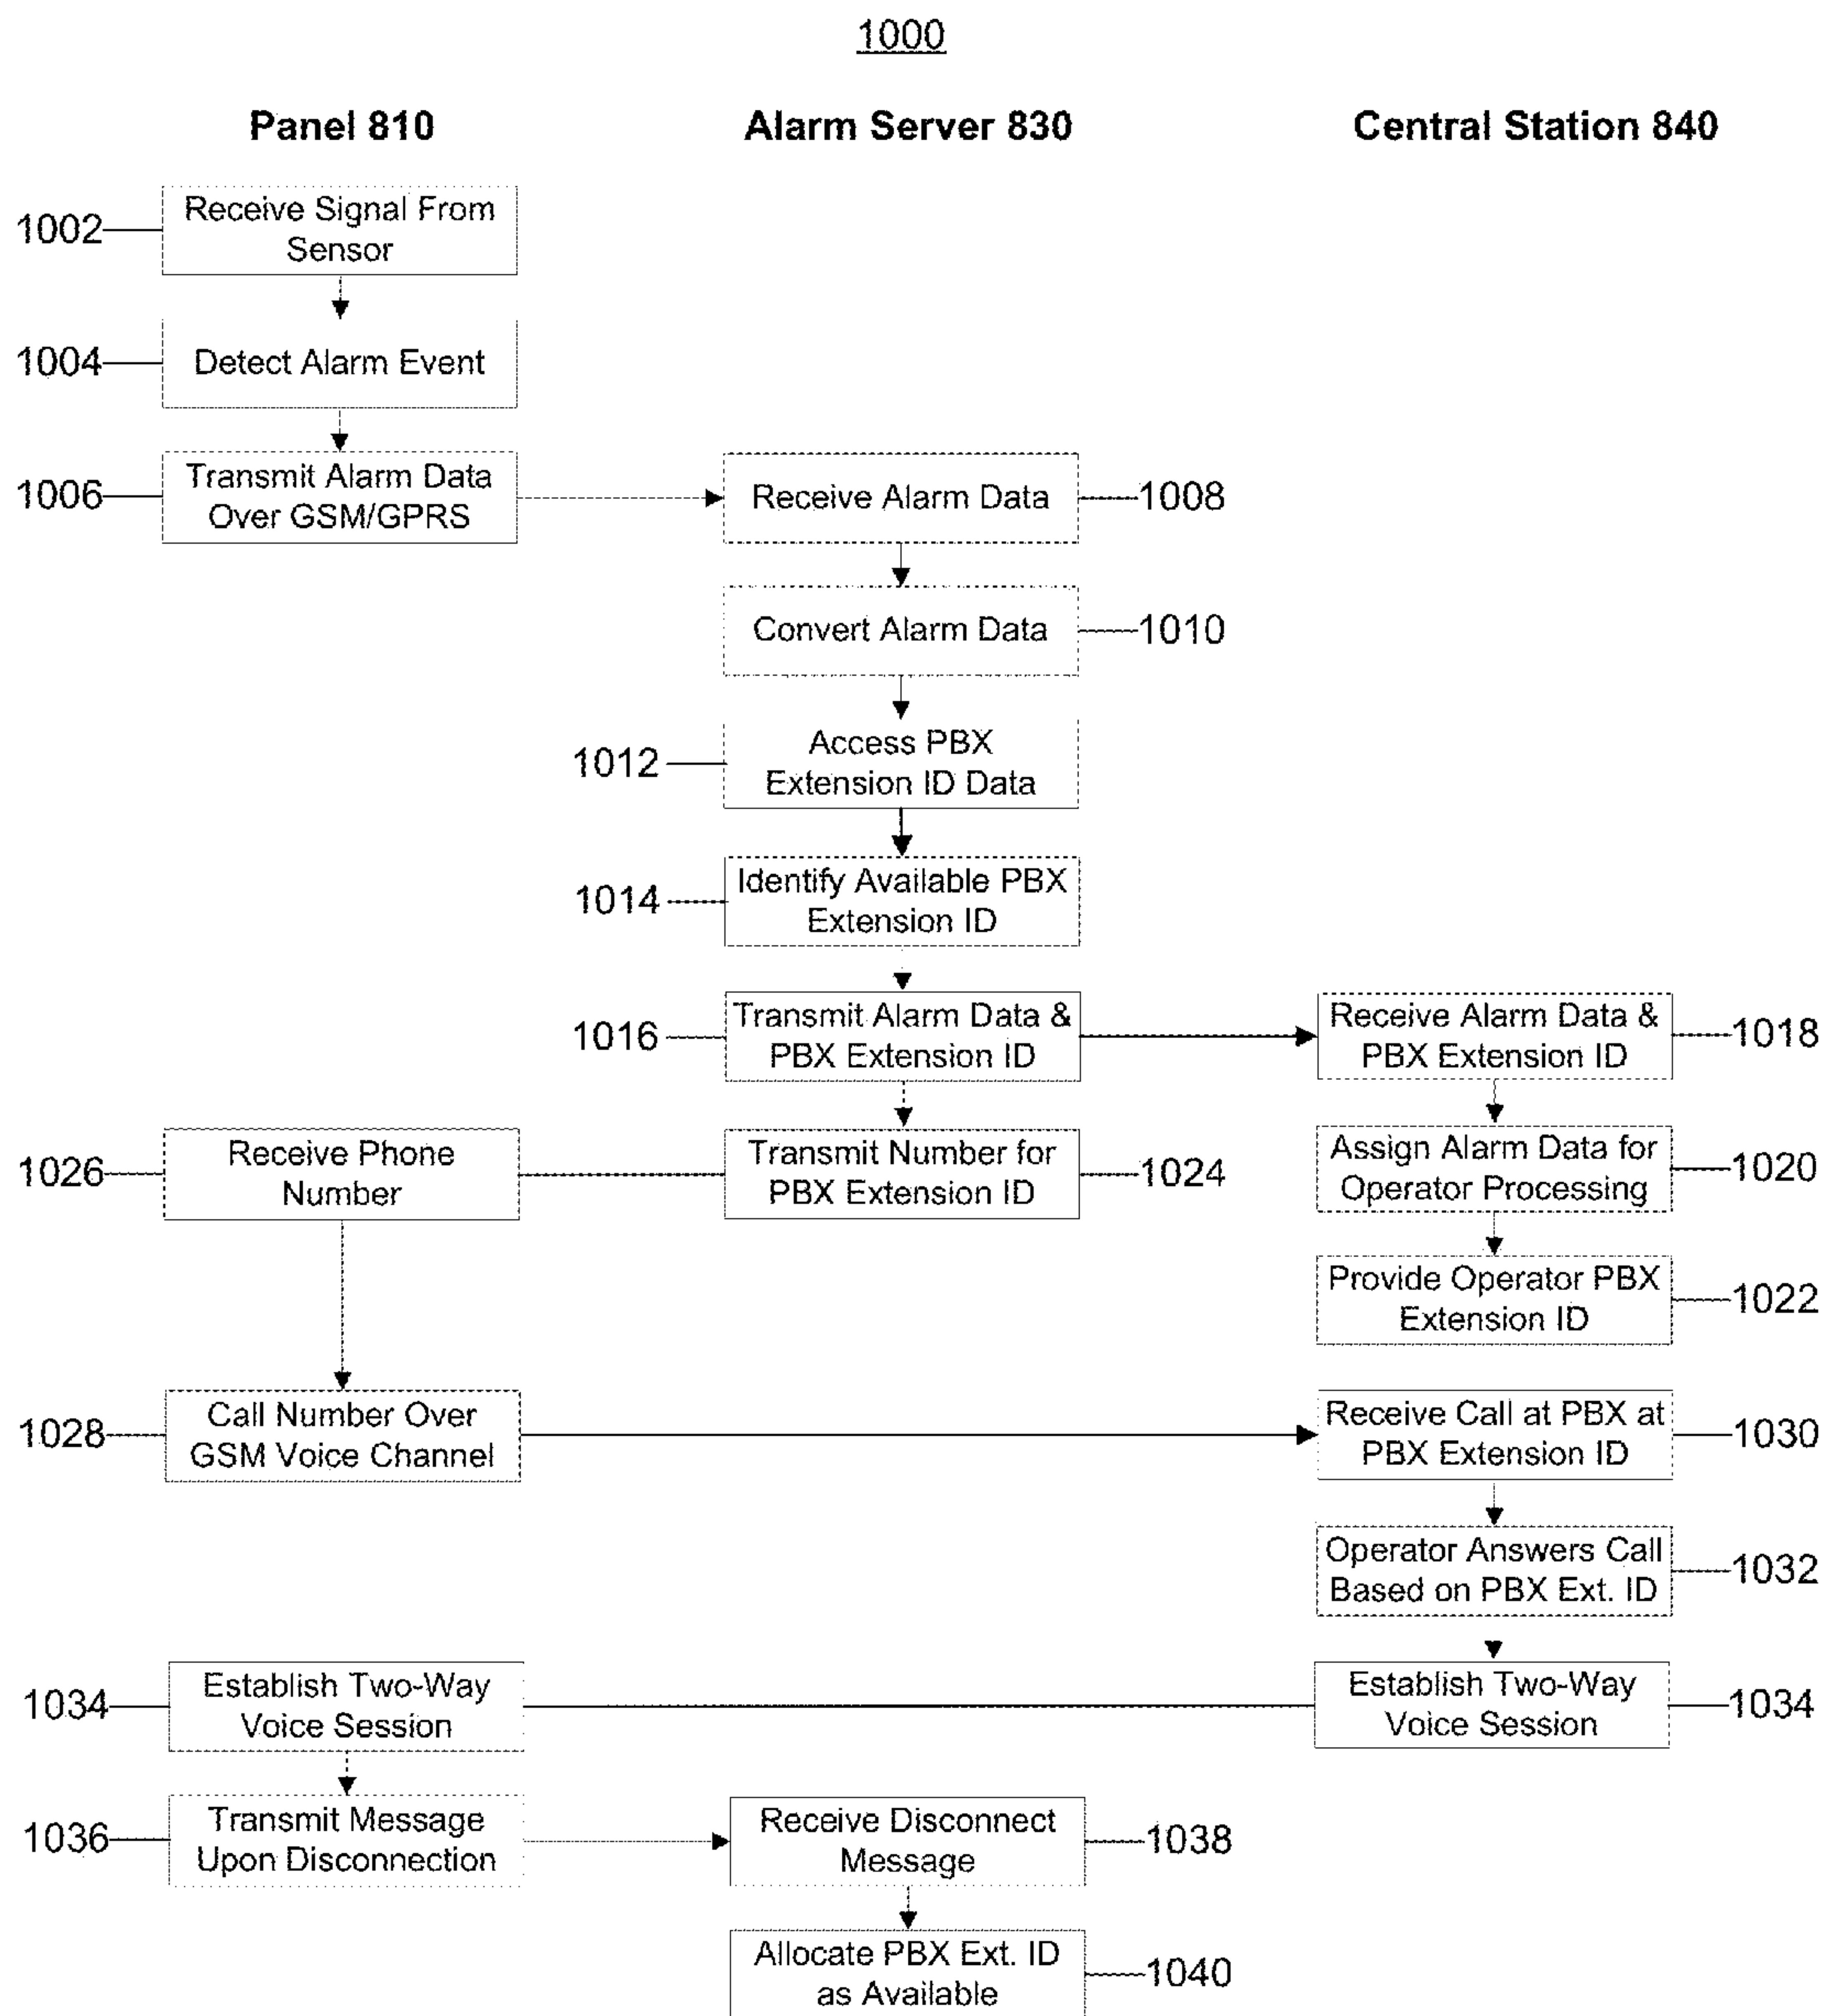 1000
Panel 810
Alarm Server 830
Central Station 840
1002
Receive Signal From
Sensor
1004
Detect Alarm Event
1006
Transmit Alarm Data
Over GSM/GPRS
Receive Alarm Data
1008
Convert Alarm Data
1010
1012
Access PBX
Extension ID Data
1014
Identify Available PBX
Extension ID
1016
Transmit Alarm Data &
PBX Extension ID
Receive Alarm Data &
PBX Extension ID
1018
1026
Receive Phone
Number
Transmit Number for
PBX Extension ID
1024
Assign Alarm Data for
Operator Processing
1020
Provide Operator PBX
Extension ID
1022
1028
Call Number Over
GSM Voice Channel
Receive Call at PBX at
PBX Extension ID
1030
Operator Answers Call
Based on PBX Ext. ID
1032
1034
Establish Two-Way
Voice Session
Establish Two-Way
Voice Session
1034
1036
Transmit Message
Upon Disconnection
Receive Disconnect
Message
1038
Allocate PBX Ext. ID
as Available
1040